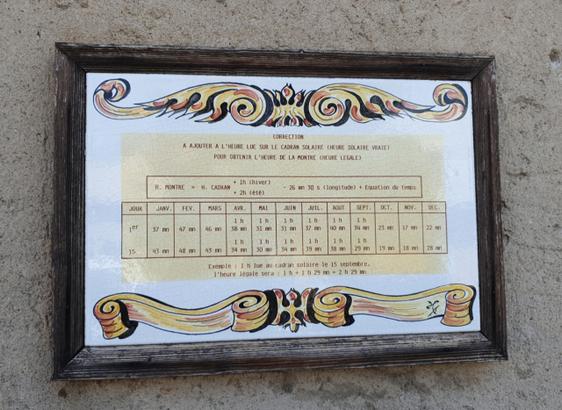 CORRECTION
A AJOUTER A L'HEURE LUE SUR LE CADRAN SOLAIRE (HEURE SOLAIRE VRAIE)
POUR OBTENIR L'HEURE DE LA MONTRE (HEURE LEGALE)
+ 1h (hiver)
H. MONTRE = H. CADRAN - 26 mn 30 s (longitude) + Equation du temps
+ 2h (été)
JOUR JANV. FEV. MARS AVR. MAI JUIN JUIL. AOUT SEPT. OCT. NOV. DEC.
1 h 1 h 1 h 1 h 1 h 1 h
1er 37 mn 47 mn 46 mn 38 mn 31 mn 31 mn 37 mn 40 mn 34 mn 23 mn 17 mn 22 mn
1 h 1 h 1 h 1 h 1 h 1 h
15 43 mn 48 mn 43 mn 34 mn 30 mn 34 mn 39 mn 38 mn 29 mn 19 mn 18 mn 28 mn
Exemple : 1 h lue au cadran solaire le 15 septembre,
l'heure légale sera : 1 h + 1 h 29 mn = 2 h 29 mn